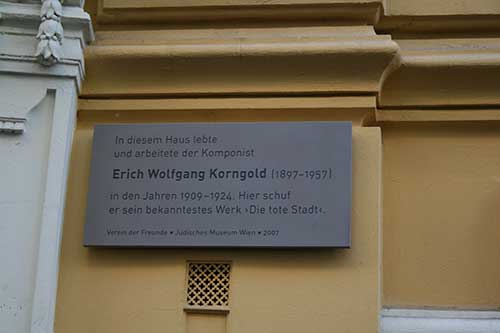 In diesem Haus lebte
und arbeitete der Komponist
Erich Wolfgang Korngold (1897–1957)
in den Jahren 1909–1924. Hier schuf
er sein bekanntestes Werk ›Die tote Stadt‹.
Verein der Freunde • Jüdisches Museum Wien • 2007